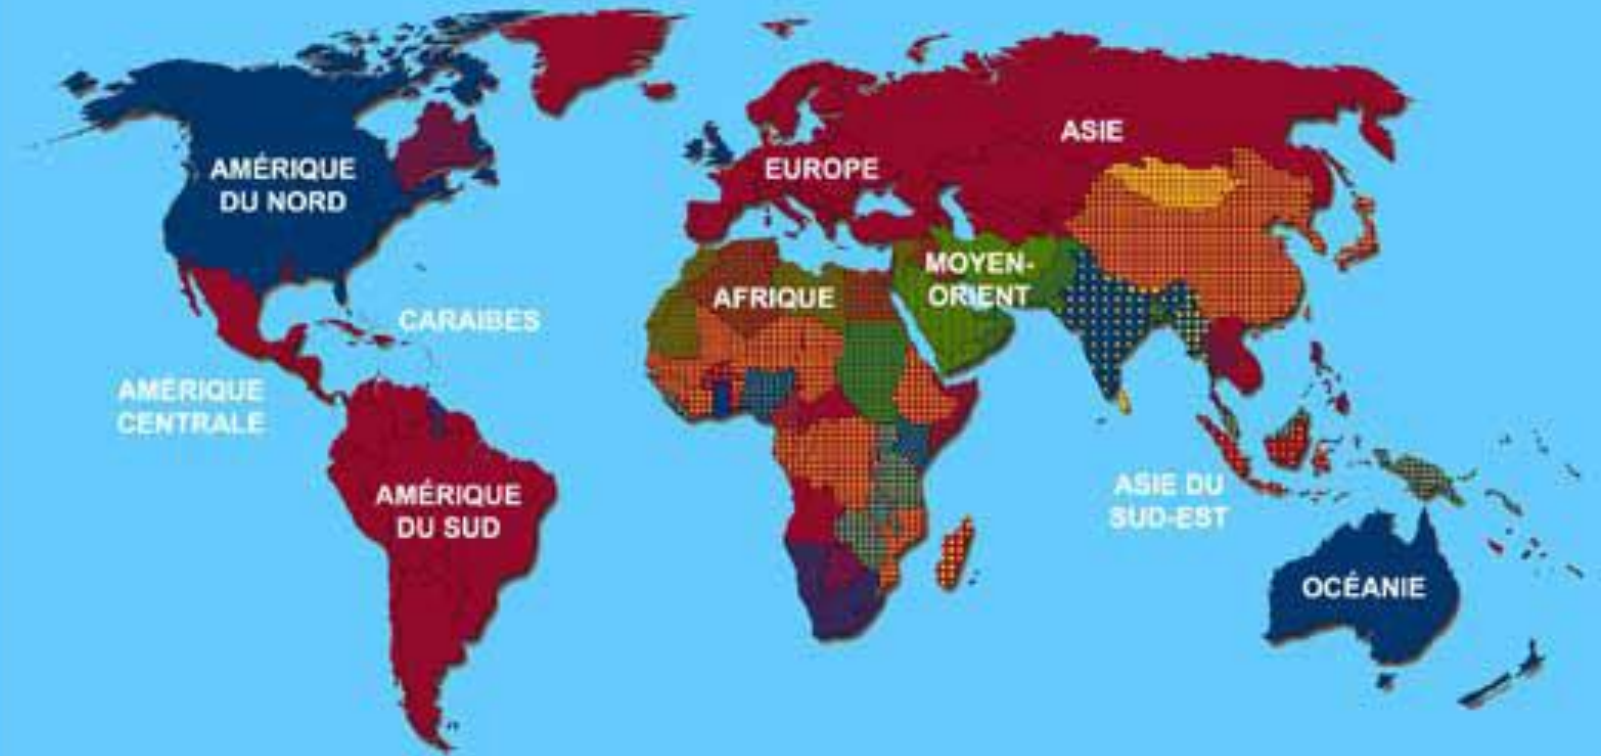 AMÉRIQUE
DU NORD
EUROPE
ASIE
MOYEN-
ORIENT
AFRIQUE
CARAIBES
AMÉRIQUE
CENTRALE
AMÉRIQUE
DU SUD
ASIE DU
SUD-EST
OCÉANIE